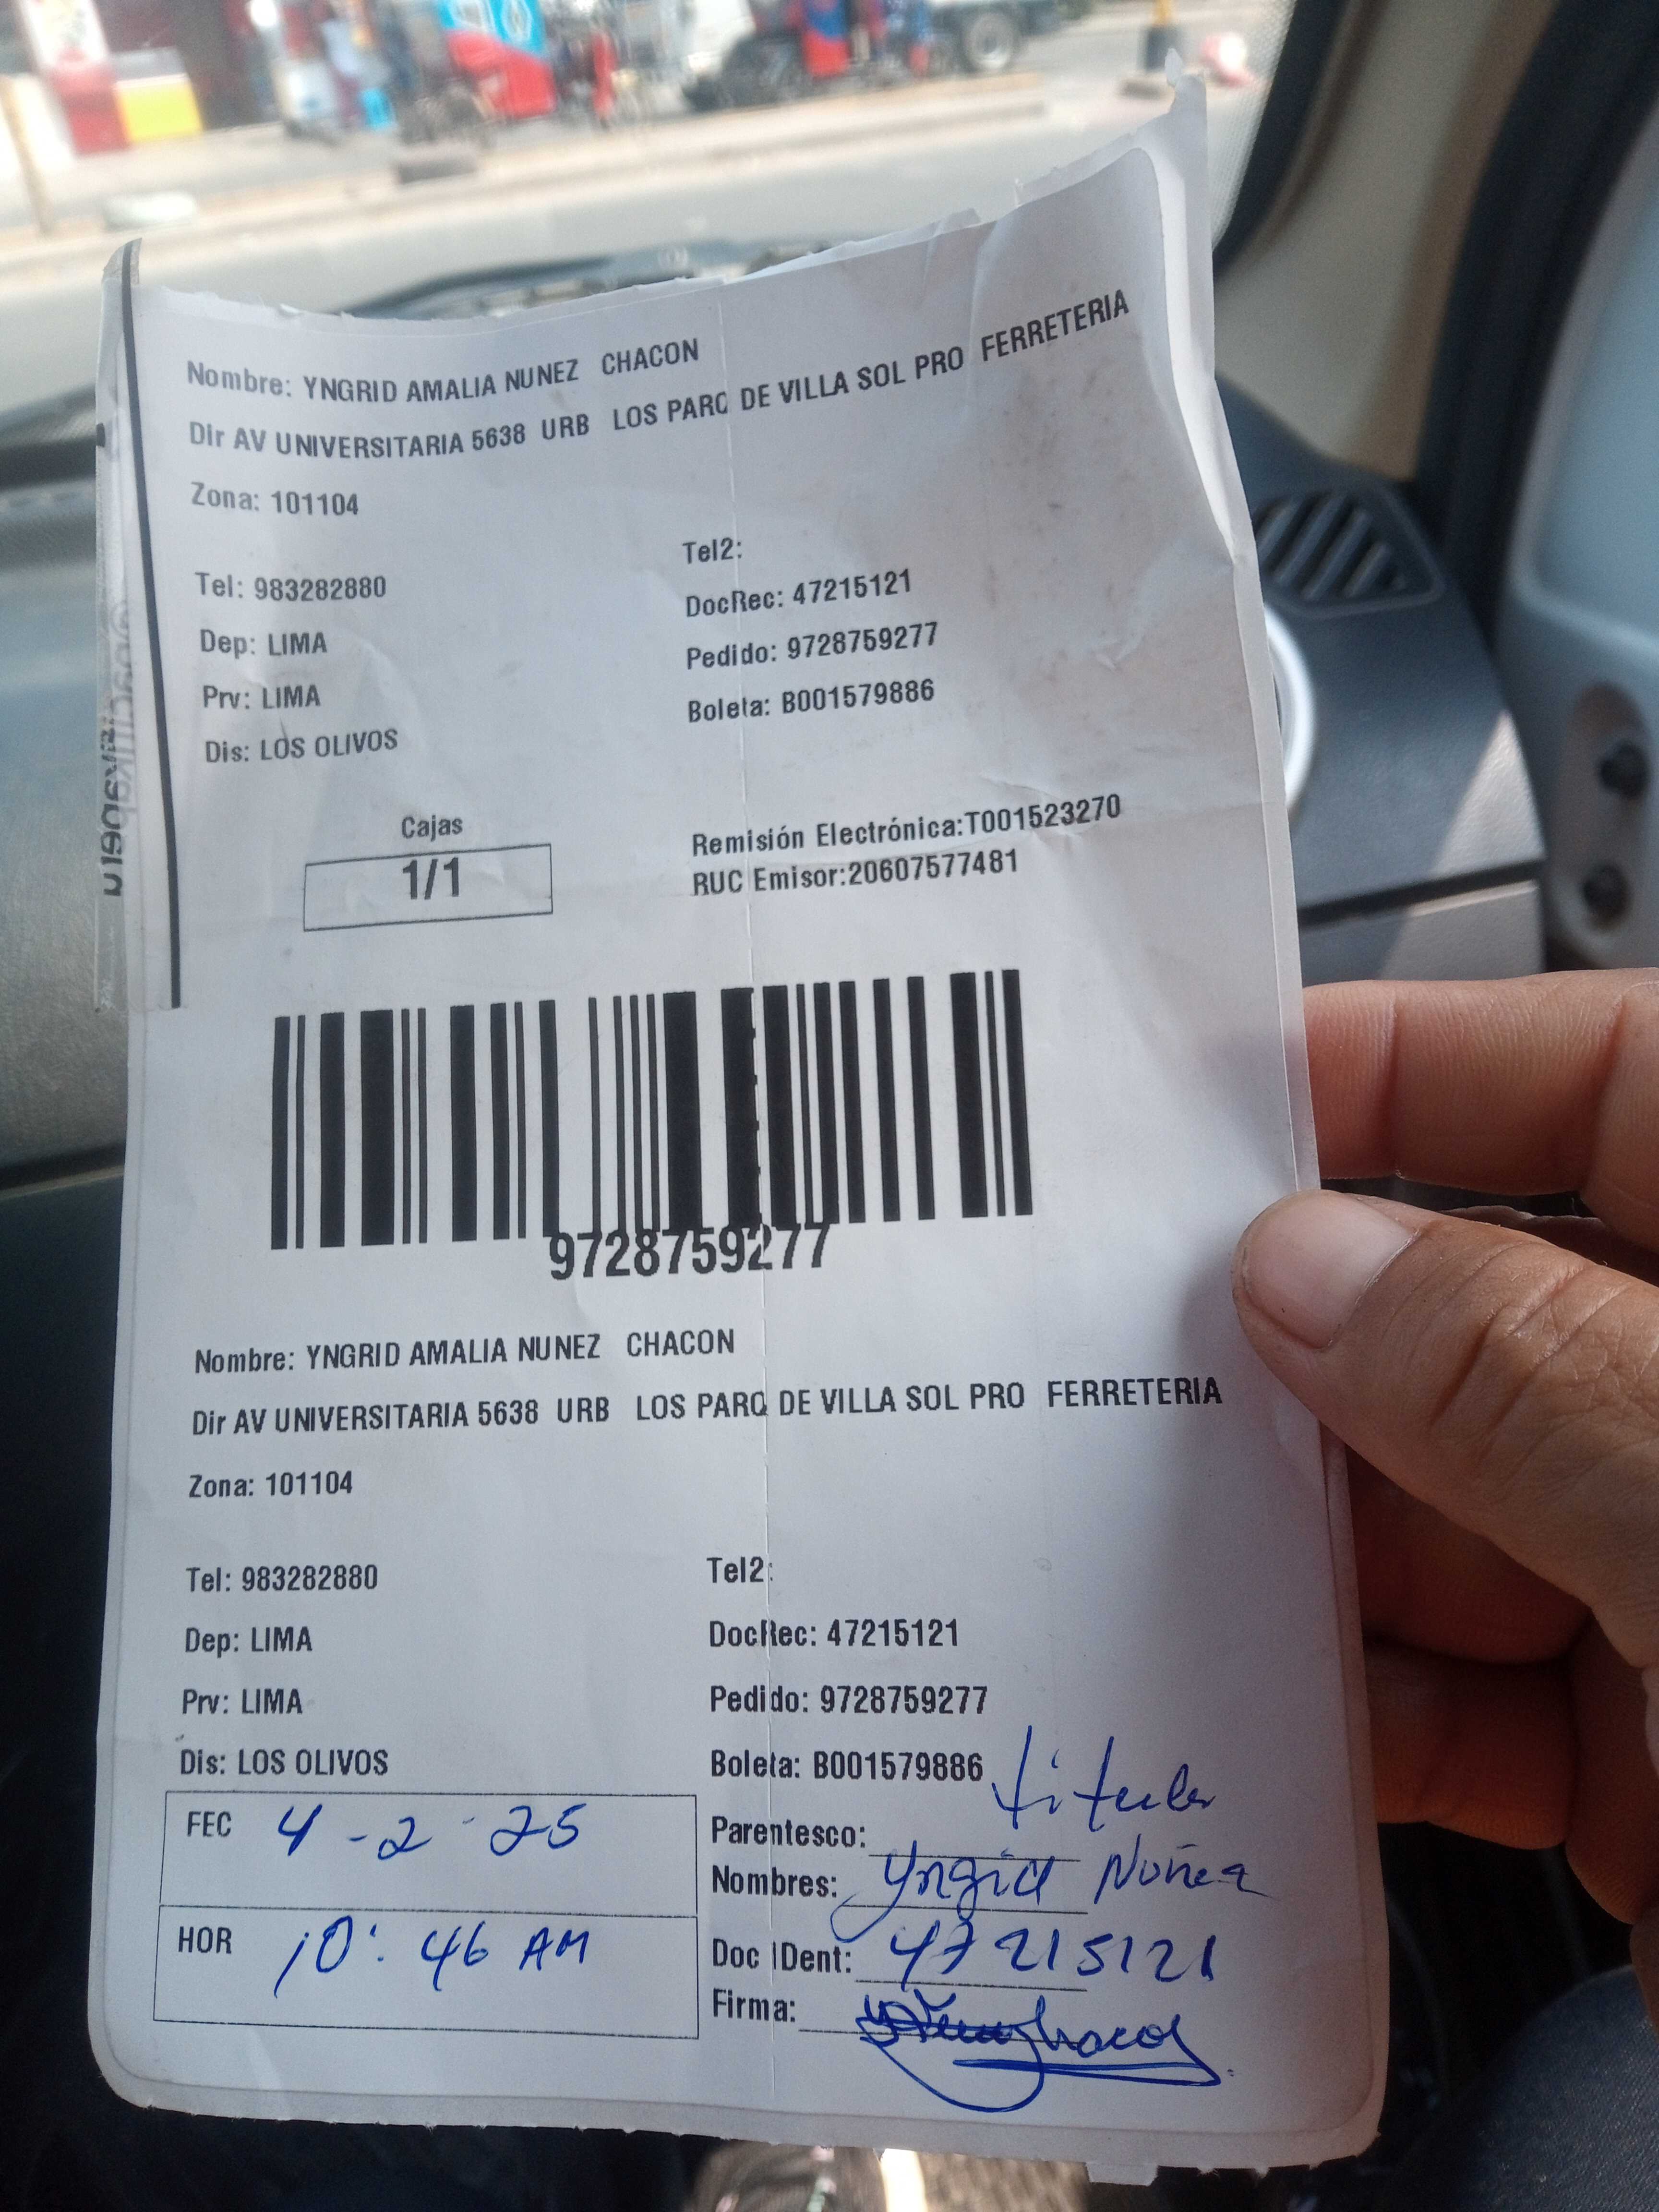 Nombre: YNGRID AMALIA NUNEZ CHACON
Dir AV UNIVERSITARIA 5638 URB LOS PARQ DE VILLA SOL PRO FERRETERIA
Zona: 101104
Tel2:
Tel: 983282880
DocRec: 47215121
Dep: LIMA
Pedido: 9728759277
Prv: LIMA
Boleta: B001579886
Dis: LOS OLIVOS
Cajas
1/1
Remisión Electrónica:T001523270
RUC Emisor:20607577481
9728759277
Nombre: YNGRID AMALIA NUNEZ CHACON
Dir AV UNIVERSITARIA 5638 URB LOS PARQ DE VILLA SOL PRO FERRETERIA
Zona: 101104
Tel: 983282880 Tel2:
Dep: LIMA DocRec: 47215121
Prv: LIMA Pedido: 9728759277
Dis: LOS OLIVOS Boleta: B001579886
FEC 4-2-25
Parentesco: titular
Nombres: Yngrid Nuñez
HOR 10:46 AM
Doc IDent: 47215121
Firma: